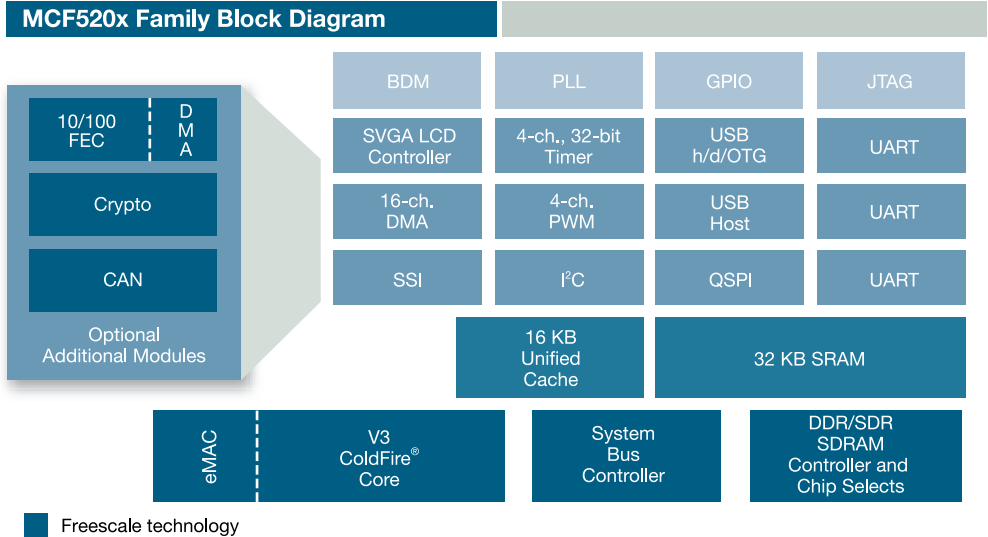 MCF520x Family Block Diagram
10/100
FEC
D
M
A
Crypto
CAN
Optional
Additional Modules
BDM
PLL
GPIO
JTAG
SVGA LCD
Controller
4-ch., 32-bit
Timer
USB
h/d/OTG
UART
16-ch.
DMA
4-ch.
PWM
USB
Host
UART
SSI
I²C
QSPI
UART
16 KB
Unified
Cache
32 KB SRAM
eMAC
V3
ColdFire®
Core
System
Bus
Controller
DDR/SDR
SDRAM
Controller and
Chip Selects
Freescale technology